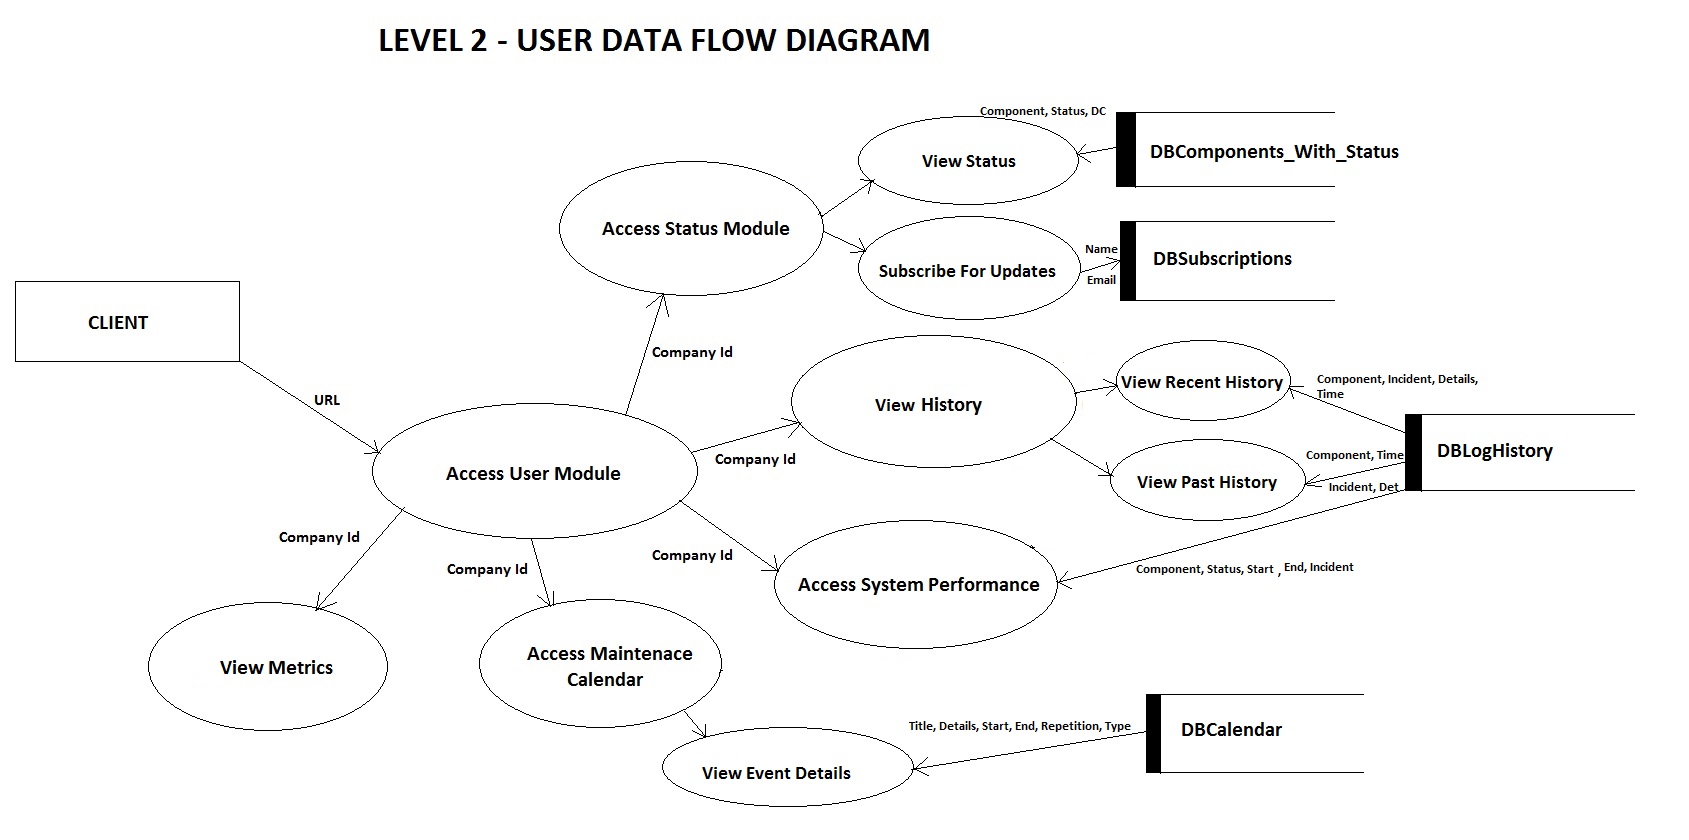 LEVEL 2 - USER DATA FLOW DIAGRAM
Component, Status, DC
View Status
DBComponents_With_Status
Access Status Module
Name
Subscribe For Updates
DBSubscriptions
Email
CLIENT
Company Id
URL
View History
View Recent History
Component, Incident, Details,
Time
Company Id
Access User Module
Component, Time
DBLogHistory
View Past History
Incident, Det
Company Id
Company Id
Company Id
Access System Performance
Component, Status, Start , End, Incident
View Metrics
Access Maintenace
Calendar
Title, Details, Start, End, Repetition, Type
DBCalendar
View Event Details